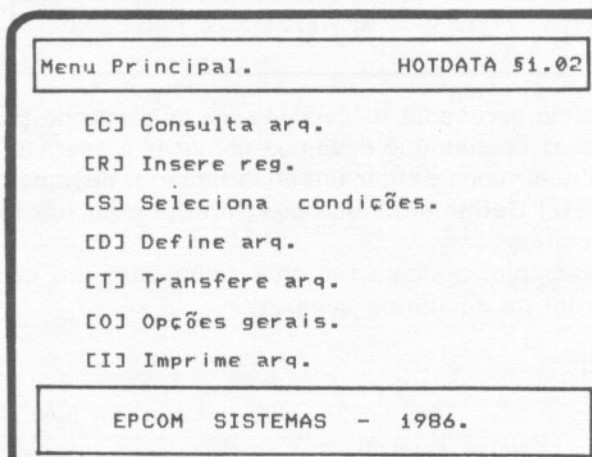 Menu Principal. HOTDATA §1.02
[C] Consulta arq.
[R] Insere reg.
[S] Seleciona condições.
[D] Define arq.
[T] Transfere arq.
[O] Opções gerais.
[I] Imprime arq.
EPCOM SISTEMAS - 1986.